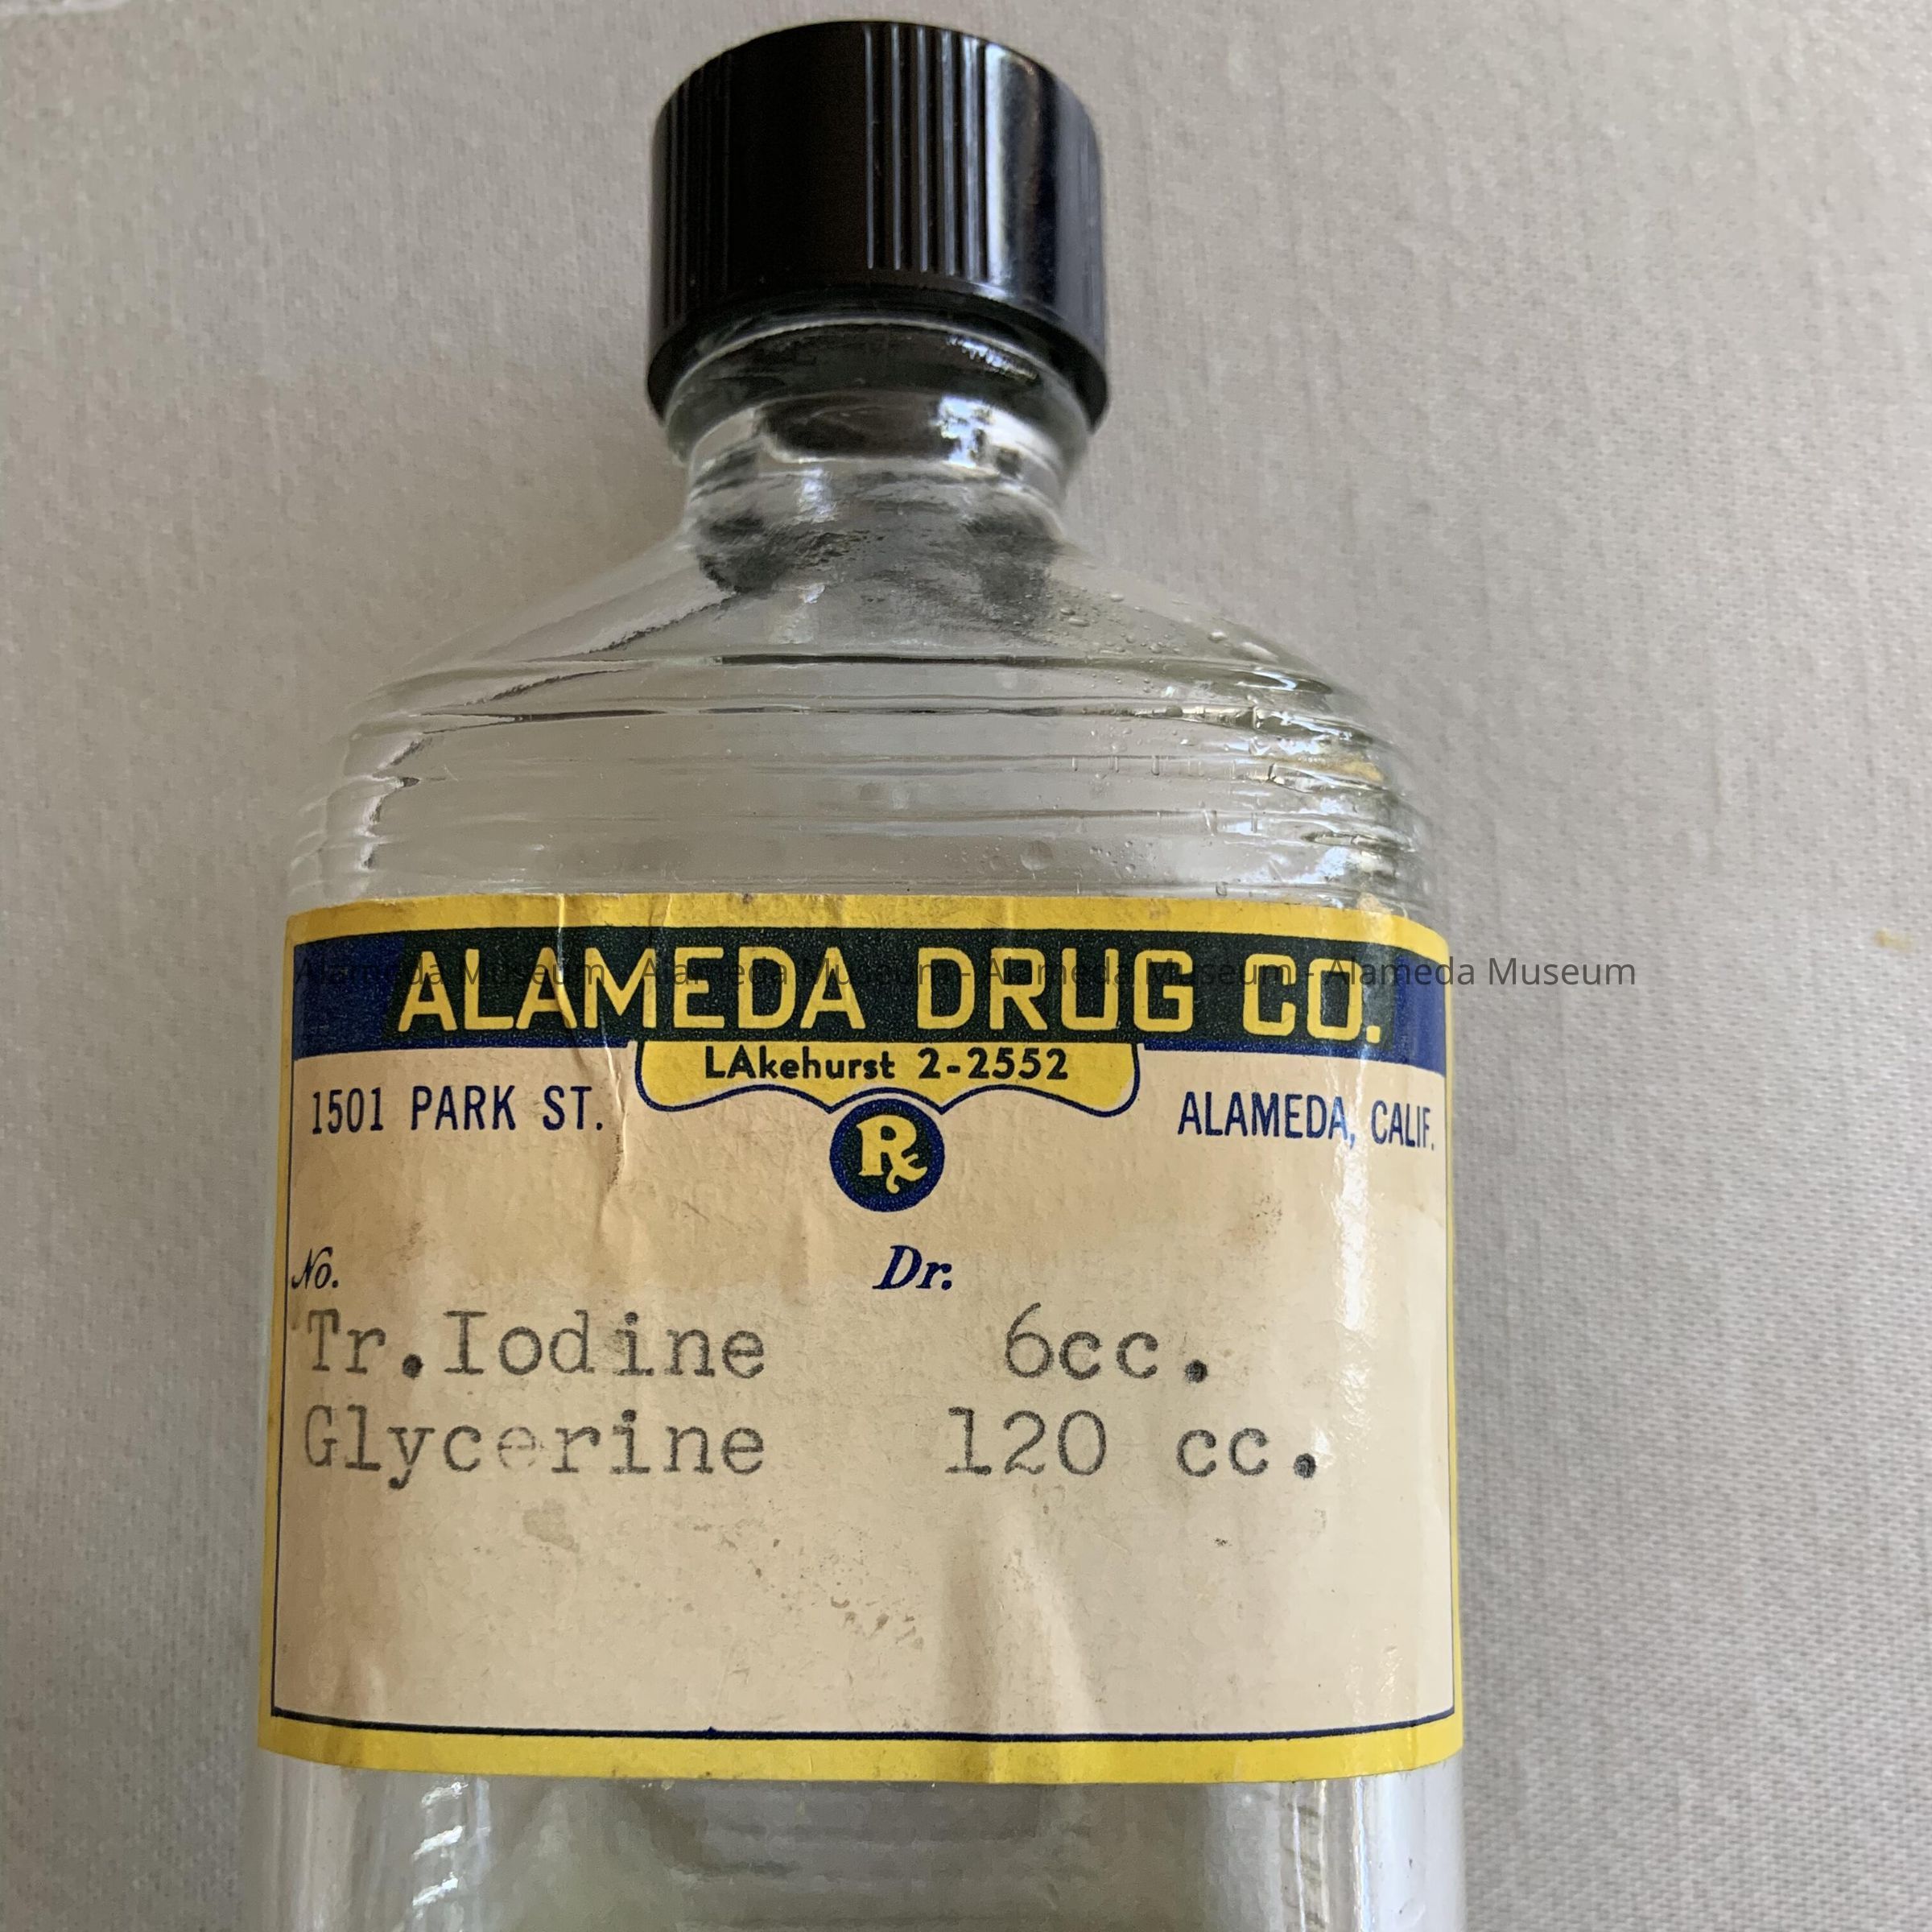 ALAMEDA DRUG CO.
Alameda Museum - Alameda Museum - Alameda Museum - Alameda Museum
LAkehurst 2-2552
1501 PARK ST.
ALAMEDA, CALIF.
Rx
No.
Dr.
Tr.Iodine 6cc.
Glycerine 120 cc.